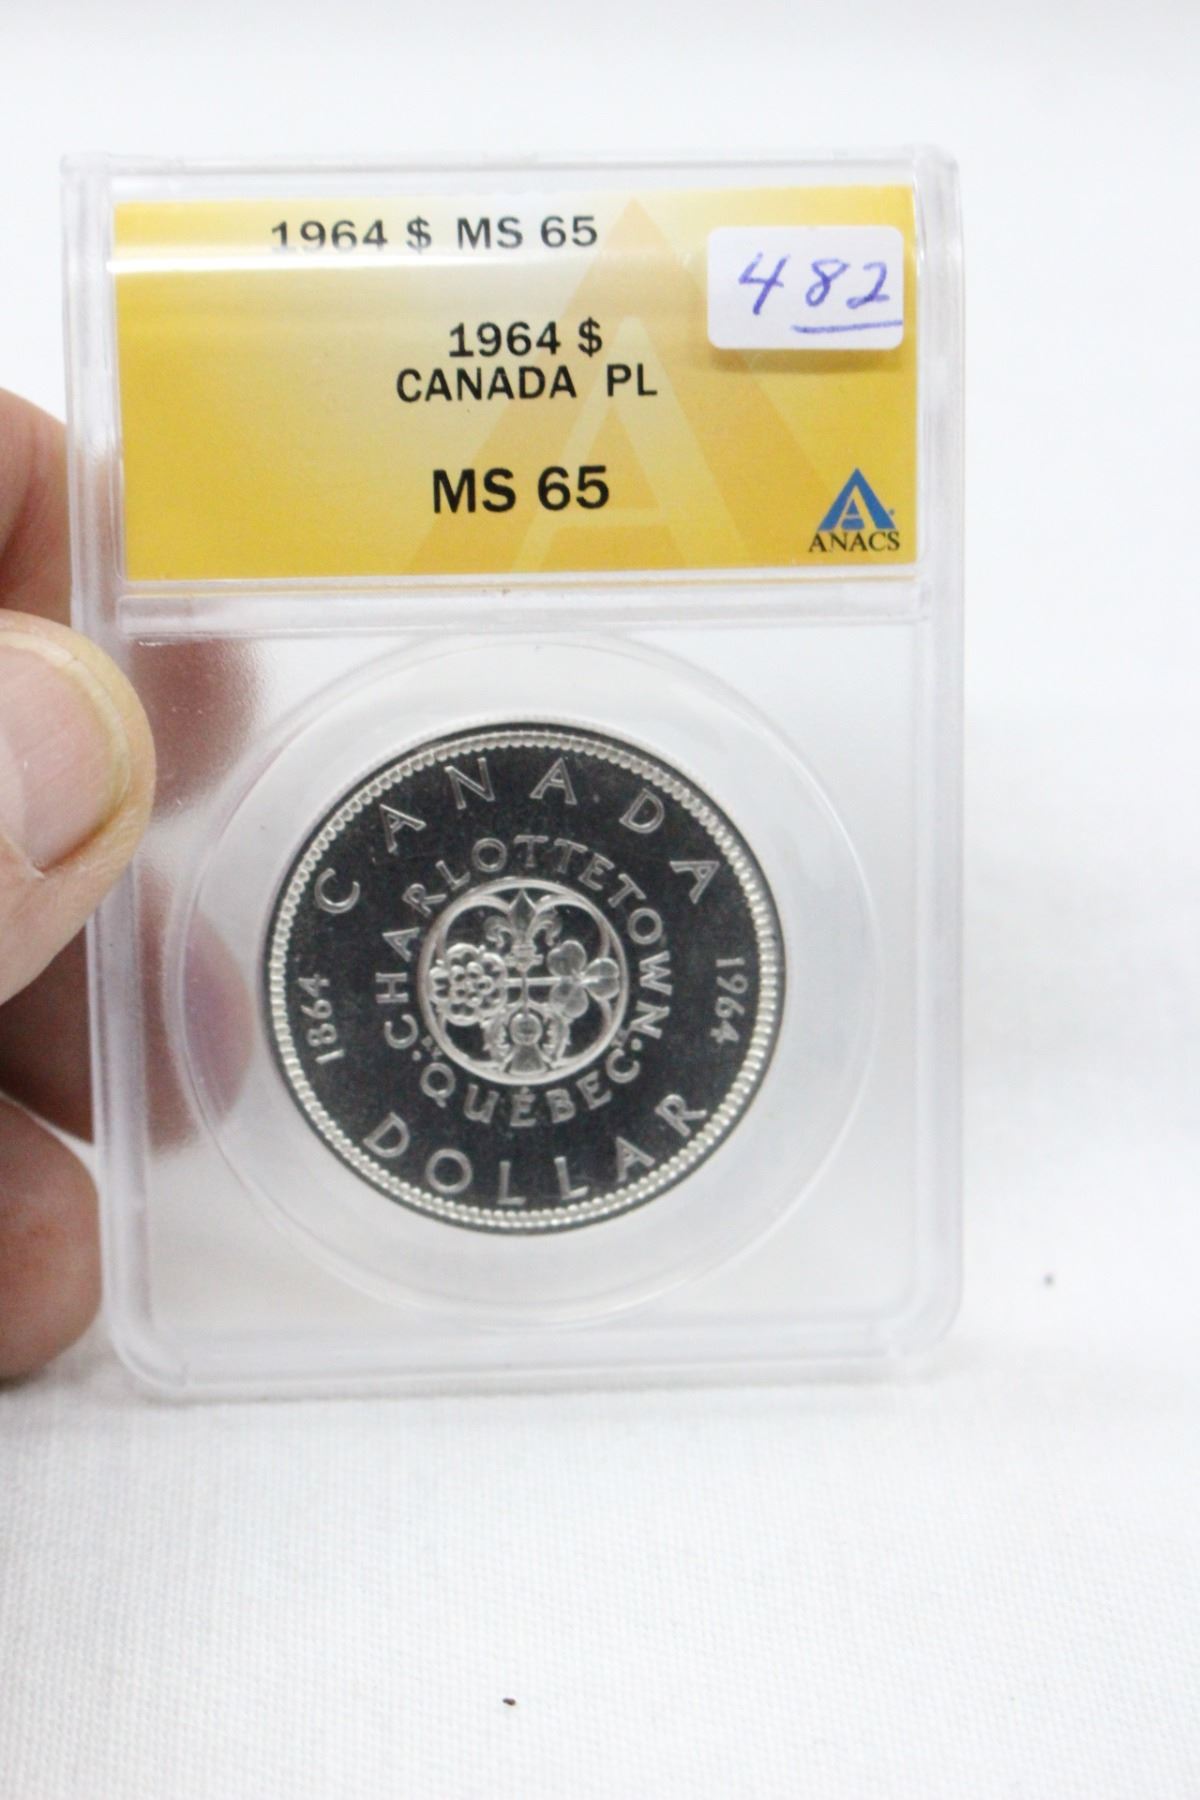 1964 $ MS 65
482
1964 $
CANADA PL
MS 65
ANACS
CANADA
CHARLOTTETOWN
1864
1964
• QUÉBEC •
DOLLAR